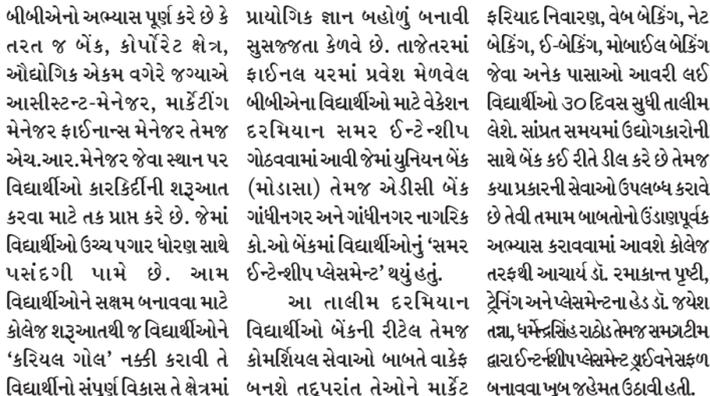 બીબીએનો અભ્યાસ પૂર્ણ કરે છે કે
તરત જ બેંક, કોર્પોરેટ ક્ષેત્ર,
ઔદ્યોગિક એકમ વગેરે જગ્યાએ
આસીસ્ટન્ટ-મેનેજર, માર્કેટીંગ
મેનેજર ફાઈનાન્સ મેનેજર તેમજ
એચ.આર.મેનેજર જેવા સ્થાન પર
વિદ્યાર્થીઓ કારકિર્દીની શરૂઆત
કરવા માટે તક પ્રાપ્ત કરે છે. જેમાં
વિદ્યાર્થીઓ ઉચ્ચ પગાર ધોરણ સાથે
પસંદગી પામે છે. આમ
વિદ્યાર્થીઓને સક્ષમ બનાવવા માટે
કોલેજ શરૂઆતથી જ વિદ્યાર્થીઓને
‘કરિયલ ગોલ’ નક્કી કરાવી તે
વિદ્યાર્થીનો સંપૂર્ણ વિકાસ તે ક્ષેત્રમાં
પ્રાયોગિક જ્ઞાન બહોળું બનાવી
સુસજ્જતા કેળવે છે. તાજેતરમાં
ફાઈનલ યરમાં પ્રવેશ મેળવેલ
બીબીએના વિદ્યાર્થીઓ માટે વેકેશન
દરમિયાન સમર ઈન્ટેન્શીપ
ગોઠવવામાં આવી જેમાં યુનિયન બેંક
(મોડાસા) તેમજ એડીસી બેંક
ગાંધીનગર અને ગાંધીનગર નાગરિક
કો.ઓ બેંકમાં વિદ્યાર્થીઓનું ‘સમર
ઈન્ટેન્શીપ પ્લેસમેન્ટ’ થયું હતું.
આ તાલીમ દરમિયાન
વિદ્યાર્થીઓ બેંકની રીટેલ તેમજ
કોમર્શિયલ સેવાઓ બાબતે વાકેફ
બનશે તદ્દપરાંત તેઓને માર્કેટ
ફરિયાદ નિવારણ, વેબ બેકિંગ, નેટ
બેકિંગ, ઈ-બેકિંગ, મોબાઈલ બેકિંગ
જેવા અનેક પાસાઓ આવરી લઈ
વિદ્યાર્થીઓ ૩૦ દિવસ સુધી તાલીમ
લેશે. સાંપ્રત સમયમાં ઉદ્યોગકારોની
સાથે બેંક કઈ રીતે ડીલ કરે છે તેમજ
કયા પ્રકારની સેવાઓ ઉપલબ્ધ કરાવે
છે તેવી તમામ બાબતોનો ઉંડાણપૂર્વક
અભ્યાસ કરાવવામાં આવશે કોલેજ
તરફથી આચાર્ય ડૉ. રમાકાન્ત પૃષ્ટી,
ટ્રેનિંગ અને પ્લેસમેન્ટના હેડ ડૉ. જયેશ
તન્ના, ધર્મેન્દ્રસિંહ રાઠોડ તેમજ સમગ્ર ટીમ
દ્વારા ઈન્ટર્નશીપ પ્લેસમેન્ટ ડ્રાઈવને સફળ
બનાવવા ખુબ જહેમત ઉઠાવી હતી.